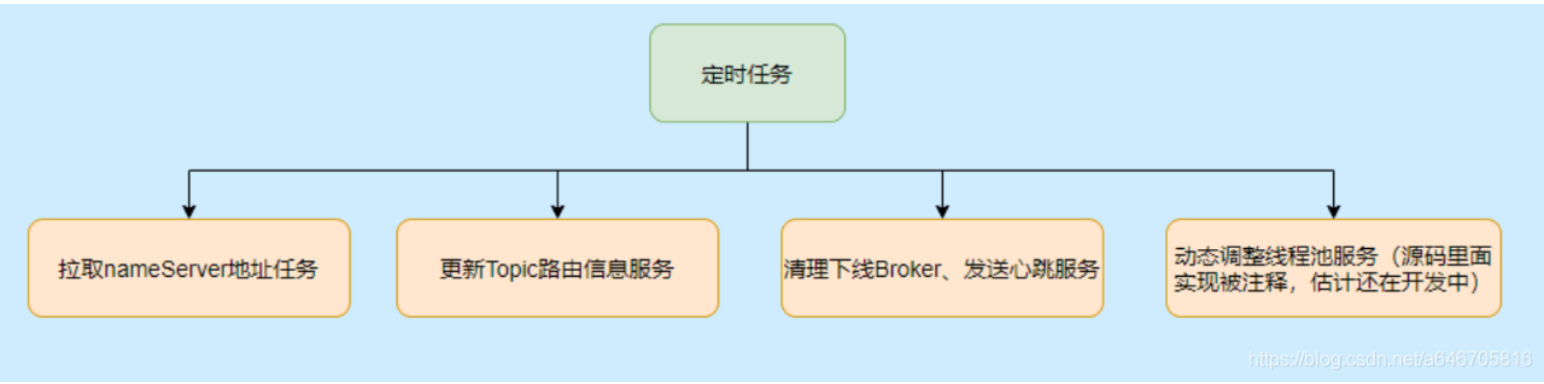 定时任务
拉取nameServer地址任务
更新Topic路由信息服务
清理下线Broker、发送心跳服务
动态调整线程池服务（源码里面
实现被注释，估计还在开发中）
https://blog.csdn.net/a646705816